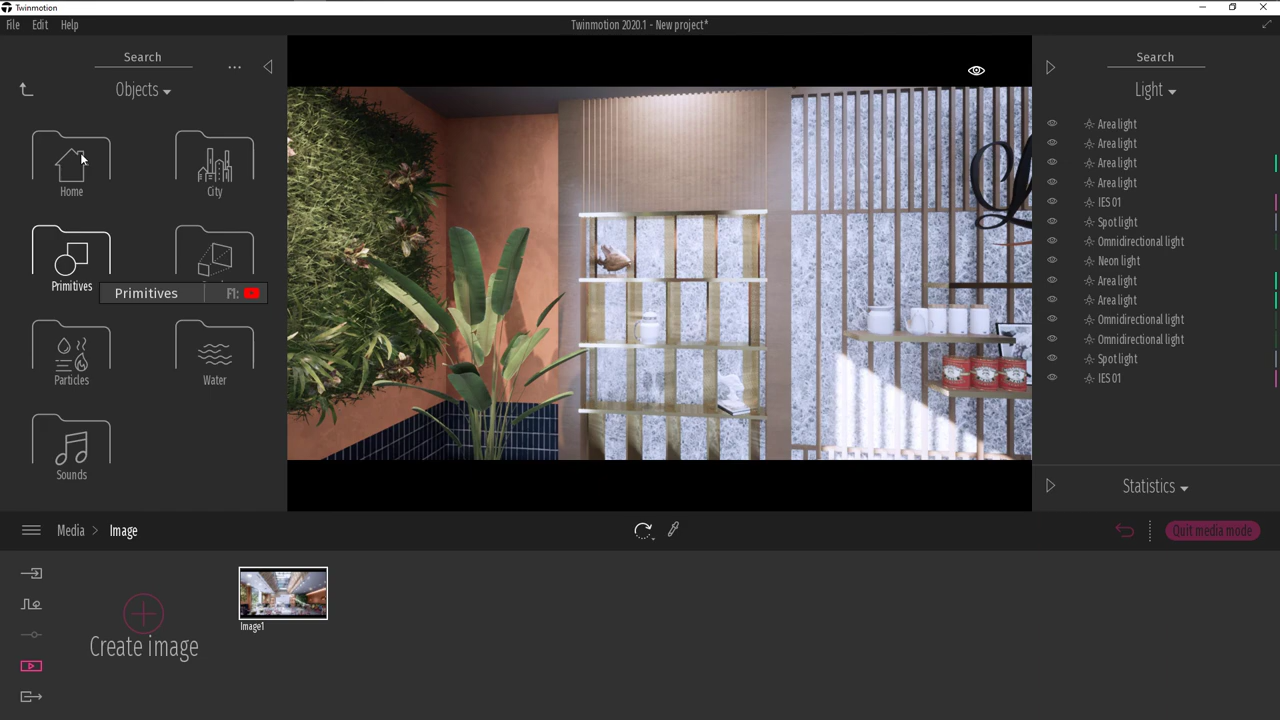 Twinmotion
File Edit Help
Twinmotion 2020.1 - New project*
Search
Objects
Home
City
Primitives
Primitives F1:
Particles
Water
Sounds
Search
Light
Area light
Area light
Area light
Area light
IES 01
Spot light
Omnidirectional light
Neon light
Area light
Area light
Omnidirectional light
Omnidirectional light
Spot light
IES 01
Statistics
Media > Image
Quit media mode
Create image
Image1